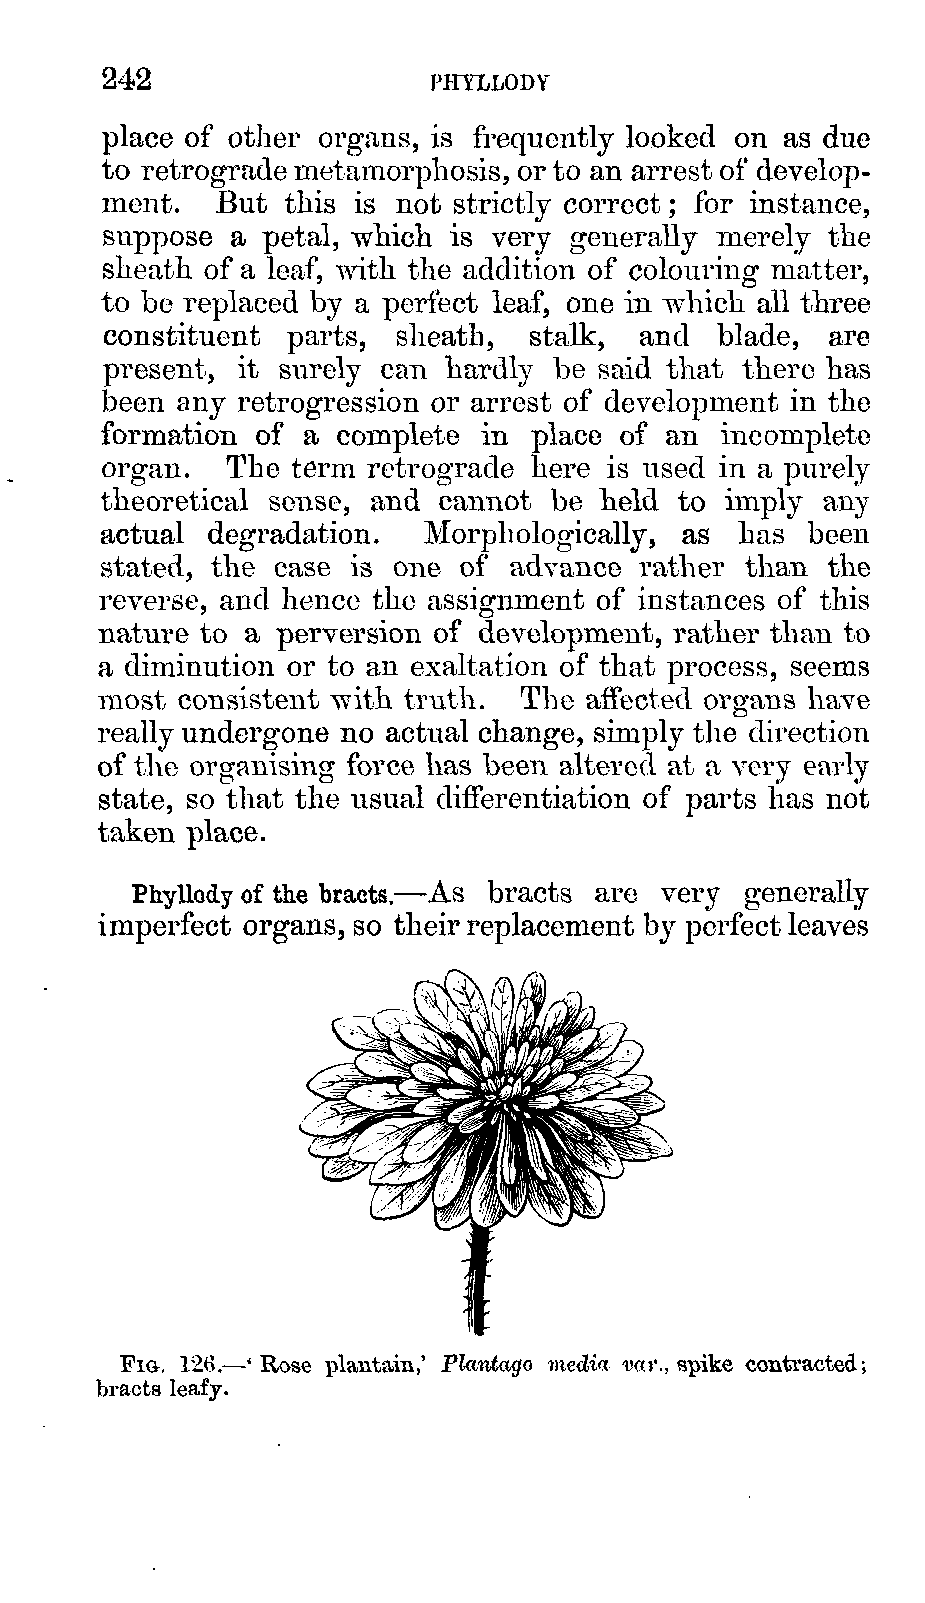 242 PHYLLODY
place of other organs, is frequently looked on as due
to retrograde metamorphosis, or to an arrest of develop-
ment. But this is not strictly correct; for instance,
suppose a petal, which is very generally merely the
sheath of a leaf, with the addition of colouring matter,
to be replaced by a perfect leaf, one in which all three
constituent parts, sheath, stalk, and blade, are
present, it surely can hardly be said that there has
been any retrogression or arrest of development in the
formation of a complete in place of an incomplete
organ. The term retrograde here is used in a purely
theoretical sense, and cannot be held to imply any
actual degradation. Morphologically, as has been
stated, the case is one of advance rather than the
reverse, and hence the assignment of instances of this
nature to a perversion of development, rather than to
a diminution or to an exaltation of that process, seems
most consistent with truth. The affected organs have
really undergone no actual change, simply the direction
of the organising force has been altered at a very early
state, so that the usual differentiation of parts has not
taken place.
Phyllody of the bracts.—As bracts are very generally
imperfect organs, so their replacement by perfect leaves
FIG. 126.—‘Rose plantain,’ Plantago media var., spike contracted;
bracts leafy.